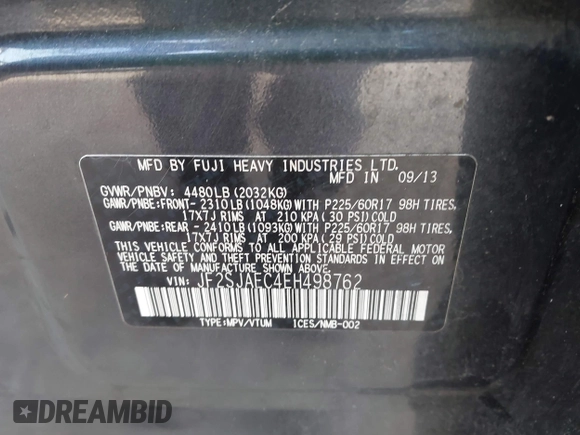 MFD BY FUJI HEAVY INDUSTRIES LTD.
MFD IN 09/13
GVWR/PNBV: 4480LB (2032KG)
GAWR/PNBE:FRONT- 2310LB (1048KG) WITH P225/60R17 98H TIRES,
17X7J RIMS AT 210 KPA ( 30 PSI) COLD
GAWR/PNBE:REAR - 2410LB (1093KG) WITH P225/60R17 98H TIRES,
17X7J RIMS AT 200 KPA ( 29 PSI) COLD
THIS VEHICLE CONFORMS TO ALL APPLICABLE FEDERAL MOTOR
VEHICLE SAFETY AND THEFT PREVENTION STANDARDS IN EFFECT
ON THE DATE OF MANUFACTURE SHOWN ABOVE.
VIN: JF2SJAEC4EH498762
TYPE:MPV/VTUM ICES/NMB-002
DREAMBID